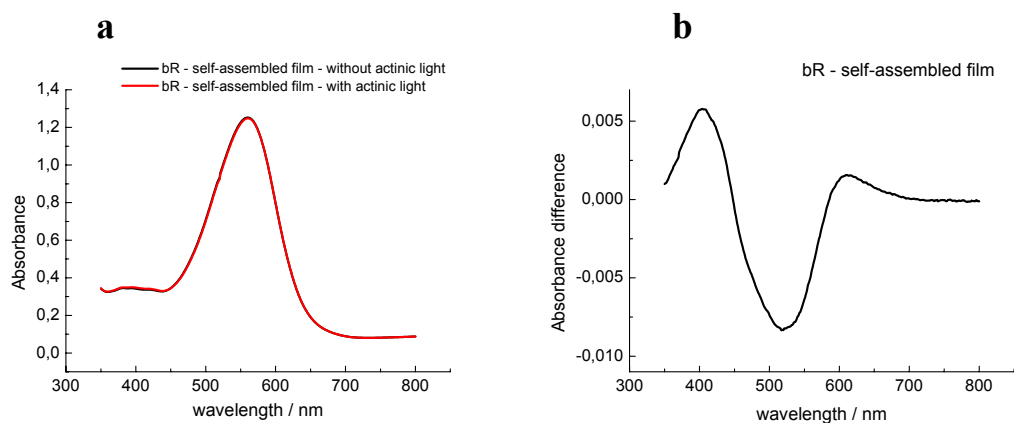 a
bR - self-assembled film - without actinic light
bR - self-assembled film - with actinic light
1,4
1,2
1,0
0,8
0,6
0,4
0,2
0,0
Absorbance
300 400 500 600 700 800
wavelength / nm
b
bR - self-assembled film
0,005
0,000
-0,005
-0,010
Absorbance difference
300 400 500 600 700 800
wavelength / nm